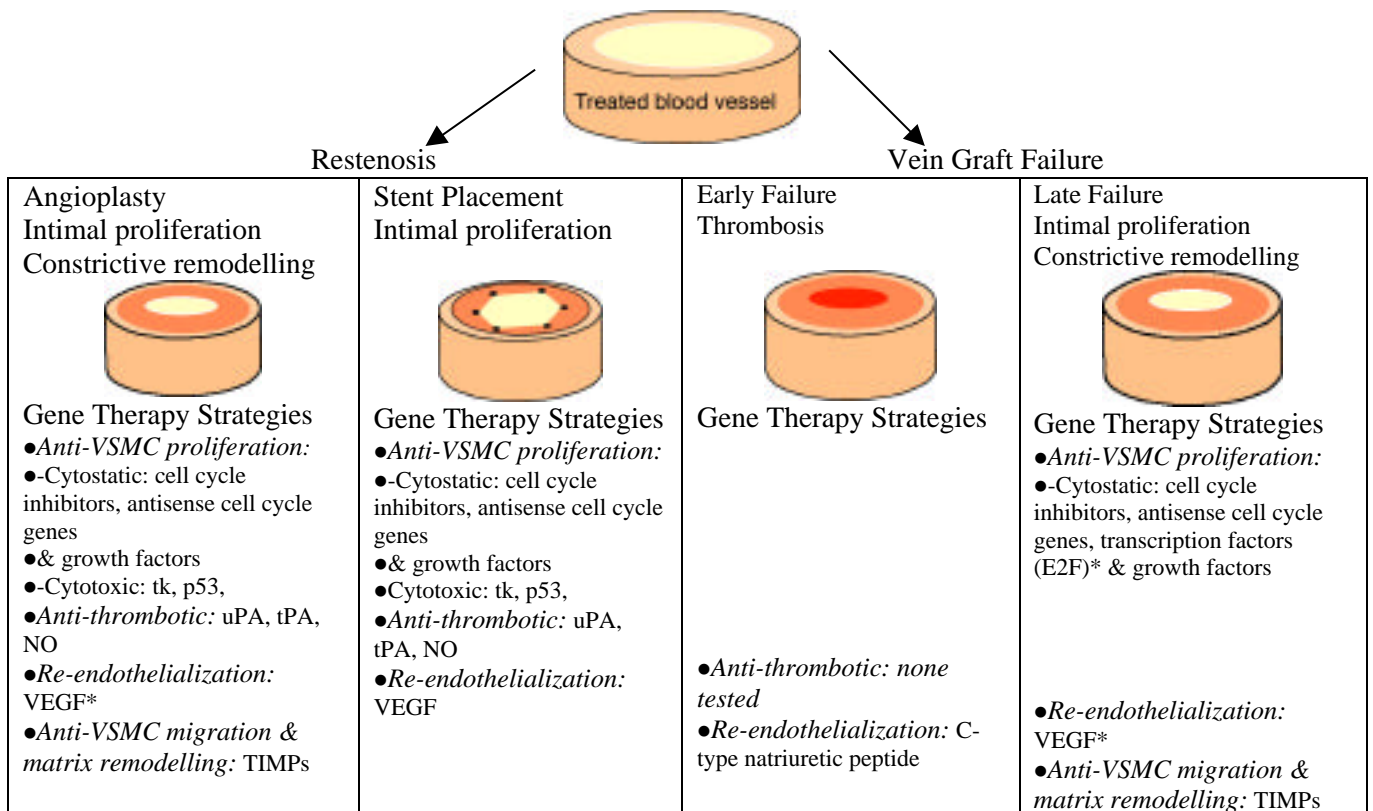 Treated blood vessel
Restenosis
Vein Graft Failure
Angioplasty
Intimal proliferation
Constrictive remodelling
Gene Therapy Strategies
●Anti-VSMC proliferation:
●-Cytostatic: cell cycle
inhibitors, antisense cell cycle
genes
●& growth factors
●-Cytotoxic: tk, p53,
●Anti-thrombotic: uPA, tPA,
NO
●Re-endothelialization:
VEGF*
●Anti-VSMC migration &
matrix remodelling: TIMPs
Stent Placement
Intimal proliferation
Gene Therapy Strategies
●Anti-VSMC proliferation:
●-Cytostatic: cell cycle
inhibitors, antisense cell cycle
genes
●& growth factors
●Cytotoxic: tk, p53,
●Anti-thrombotic: uPA,
tPA, NO
●Re-endothelialization:
VEGF
Early Failure
Thrombosis
Gene Therapy Strategies
●Anti-thrombotic: none
tested
●Re-endothelialization: C-
type natriuretic peptide
Late Failure
Intimal proliferation
Constrictive remodelling
Gene Therapy Strategies
●Anti-VSMC proliferation:
●-Cytostatic: cell cycle
inhibitors, antisense cell cycle
genes, transcription factors
(E2F)* & growth factors
●Re-endothelialization:
VEGF*
●Anti-VSMC migration &
matrix remodelling: TIMPs